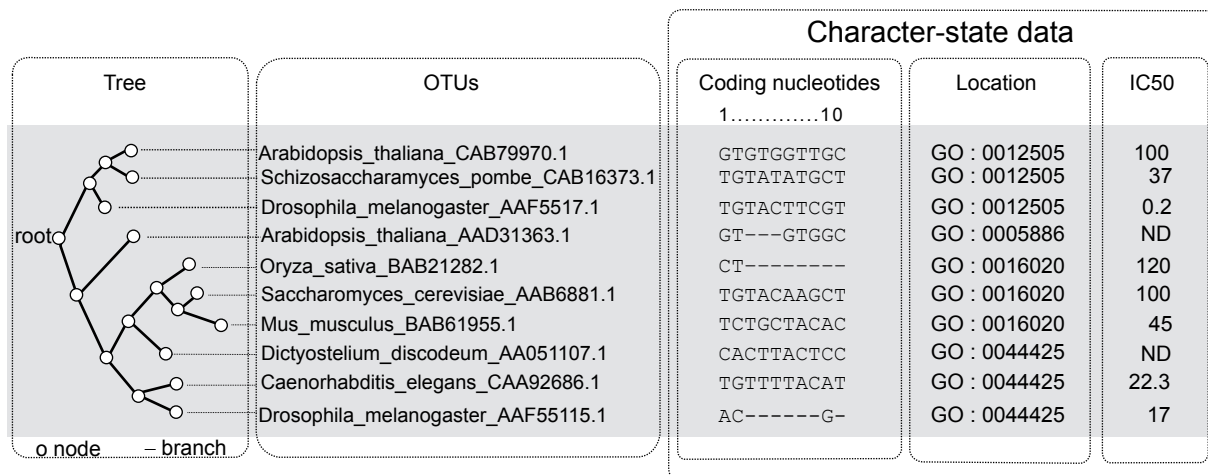 Character-state data
Tree OTUs Coding nucleotides Location IC50
1.............10
Arabidopsis_thaliana_CAB79970.1 GTGTGGTTGC GO : 0012505 100
Schizosaccharamyces_pombe_CAB16373.1 TGTATATGCT GO : 0012505 37
Drosophila_melanogaster_AAF5517.1 TGTACTTCGT GO : 0012505 0.2
root Arabidopsis_thaliana_AAD31363.1 GT---GTGGC GO : 0005886 ND
Oryza_sativa_BAB21282.1 CT-------- GO : 0016020 120
Saccharomyces_cerevisiae_AAB6881.1 TGTACAAGCT GO : 0016020 100
Mus_musculus_BAB61955.1 TCTGCTACAC GO : 0016020 45
Dictyostelium_discodeum_AA051107.1 CACTTACTCC GO : 0044425 ND
Caenorhabditis_elegans_CAA92686.1 TGTTTTACAT GO : 0044425 22.3
Drosophila_melanogaster_AAF55115.1 AC------G- GO : 0044425 17
o node – branch